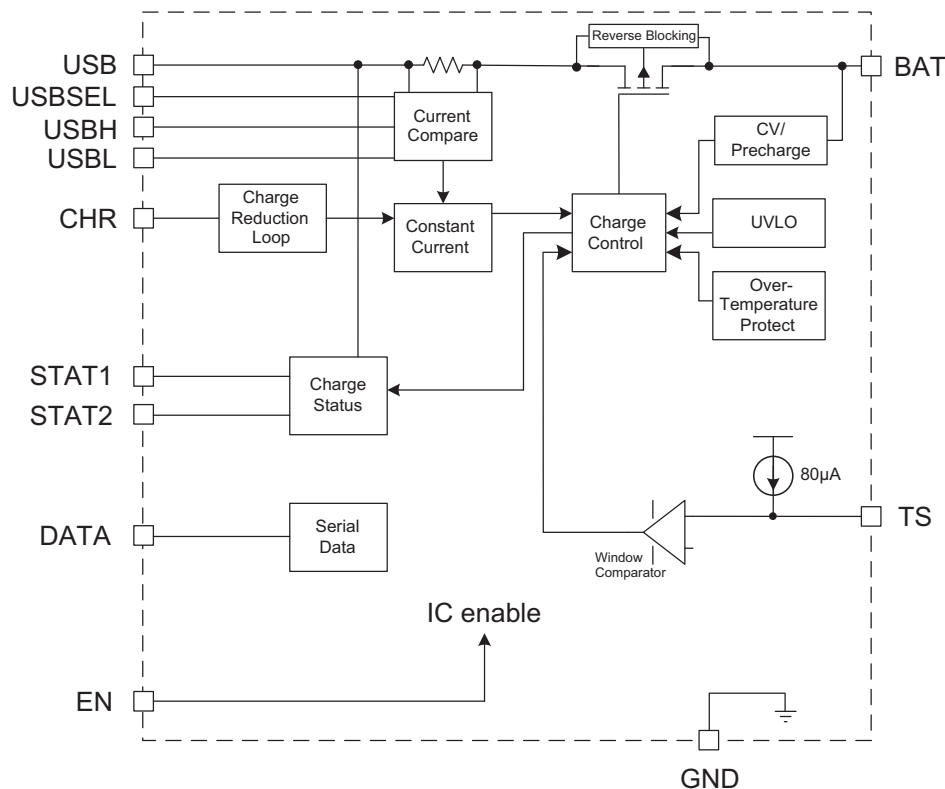 Reverse Blocking
USB
BAT
USBSEL
USBH
USBL
Current
Compare
CV/
Precharge
CHR
Charge
Reduction
Loop
Constant
Current
Charge
Control
UVLO
Over-
Temperature
Protect
STAT1
STAT2
Charge
Status
80µA
TS
DATA
Serial
Data
Window
Comparator
IC enable
EN
GND